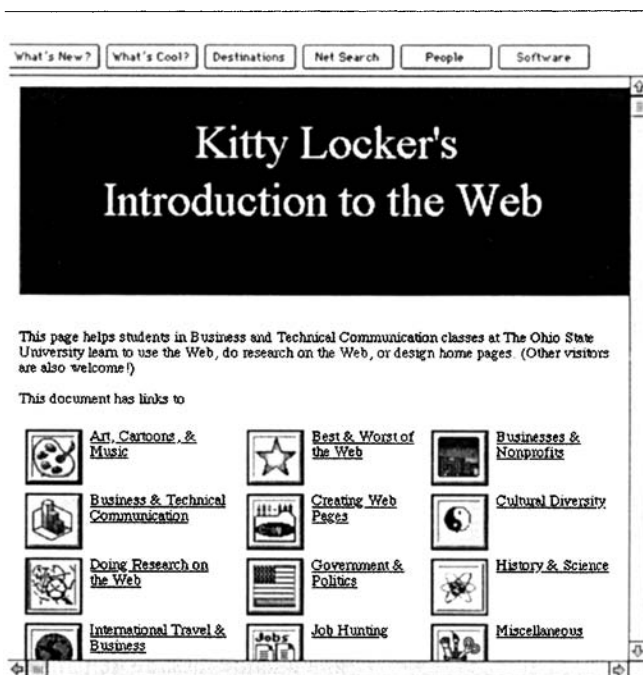 What's New?
What's Cool?
Destinations
Net Search
People
Software
Kitty Locker's
Introduction to the Web
This page helps students in Business and Technical Communication classes at The Ohio State
University learn to use the Web, do research on the Web, or design home pages. (Other visitors
are also welcome!)
This document has links to
Art, Cartoons, &
Music
Best & Worst of
the Web
Businesses &
Nonprofits
Business & Technical
Communication
Creating Web
Pages
Cultural Diversity
Doing Research on
the Web
Government &
Politics
History & Science
International Travel &
Business
Jobs
Job Hunting
Miscellaneous